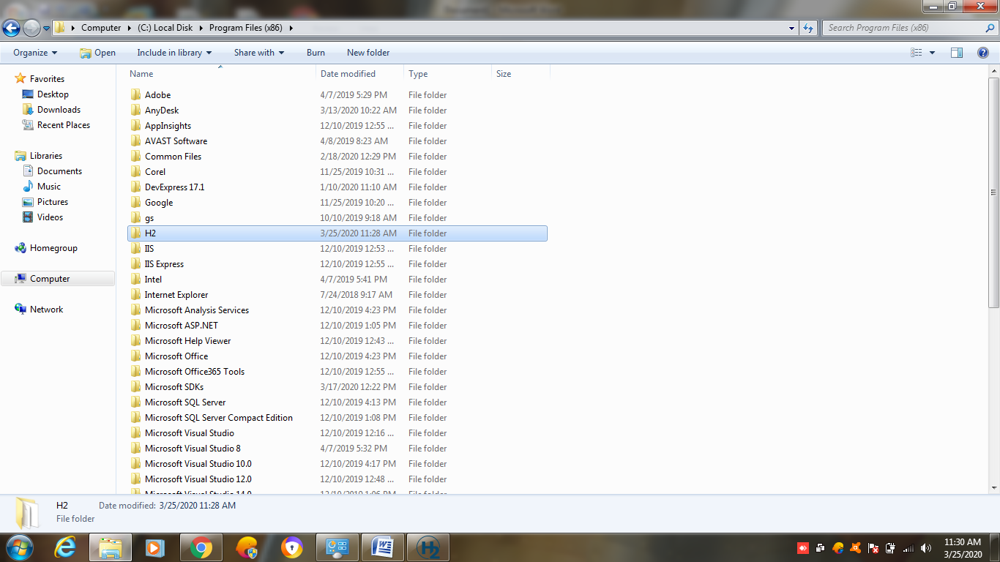 Computer (C:) Local Disk Program Files (x86) Search Program Files (x86)
Organize Open Include in library Share with Burn New folder
Name Date modified Type Size
Favorites
Desktop
Downloads
Recent Places
Libraries
Documents
Music
Pictures
Videos
Homegroup
Computer
Network
Adobe 4/7/2019 5:29 PM File folder
AnyDesk 3/13/2020 10:22 AM File folder
AppInsights 12/10/2019 12:55 ... File folder
AVAST Software 4/8/2019 8:23 AM File folder
Common Files 2/18/2020 12:29 PM File folder
Corel 11/25/2019 10:31 ... File folder
DevExpress 17.1 1/10/2020 11:10 AM File folder
Google 11/25/2019 10:20 ... File folder
gs 10/10/2019 9:18 AM File folder
H2 3/25/2020 11:28 AM File folder
IIS 12/10/2019 12:53 ... File folder
IIS Express 12/10/2019 12:55 ... File folder
Intel 4/7/2019 5:41 PM File folder
Internet Explorer 7/24/2018 9:17 AM File folder
Microsoft Analysis Services 12/10/2019 4:23 PM File folder
Microsoft ASP.NET 12/10/2019 1:05 PM File folder
Microsoft Help Viewer 12/10/2019 12:43 ... File folder
Microsoft Office 12/10/2019 4:23 PM File folder
Microsoft Office365 Tools 12/10/2019 12:55 ... File folder
Microsoft SDKs 3/17/2020 12:22 PM File folder
Microsoft SQL Server 12/10/2019 4:13 PM File folder
Microsoft SQL Server Compact Edition 12/10/2019 1:08 PM File folder
Microsoft Visual Studio 12/10/2019 12:16 ... File folder
Microsoft Visual Studio 8 4/7/2019 5:32 PM File folder
Microsoft Visual Studio 10.0 12/10/2019 4:17 PM File folder
Microsoft Visual Studio 12.0 12/10/2019 12:48 ... File folder
Microsoft Visual Studio 14.0 12/10/2019 1:06 PM File folder
H2 Date modified: 3/25/2020 11:28 AM
File folder
H2
11:30 AM
3/25/2020